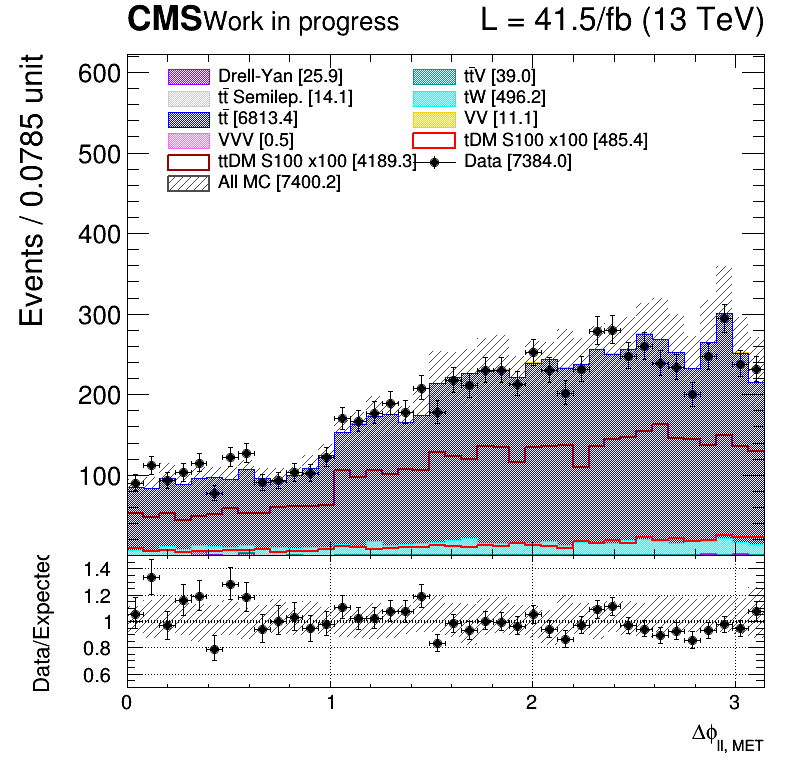 CMS Work in progress L = 41.5/fb (13 TeV)
Events / 0.0785 unit
600
500
400
300
200
100
Drell-Yan [25.9]
tt̄V [39.0]
tt̄ Semilep. [14.1]
tW [496.2]
tt̄ [6813.4]
VV [11.1]
VVV [0.5]
tDM S100 x100 [485.4]
ttDM S100 x100 [4189.3]
Data [7384.0]
All MC [7400.2]
Data/Expected
1.4
1.2
1
0.8
0.6
0 1 2 3
Δϕll, MET